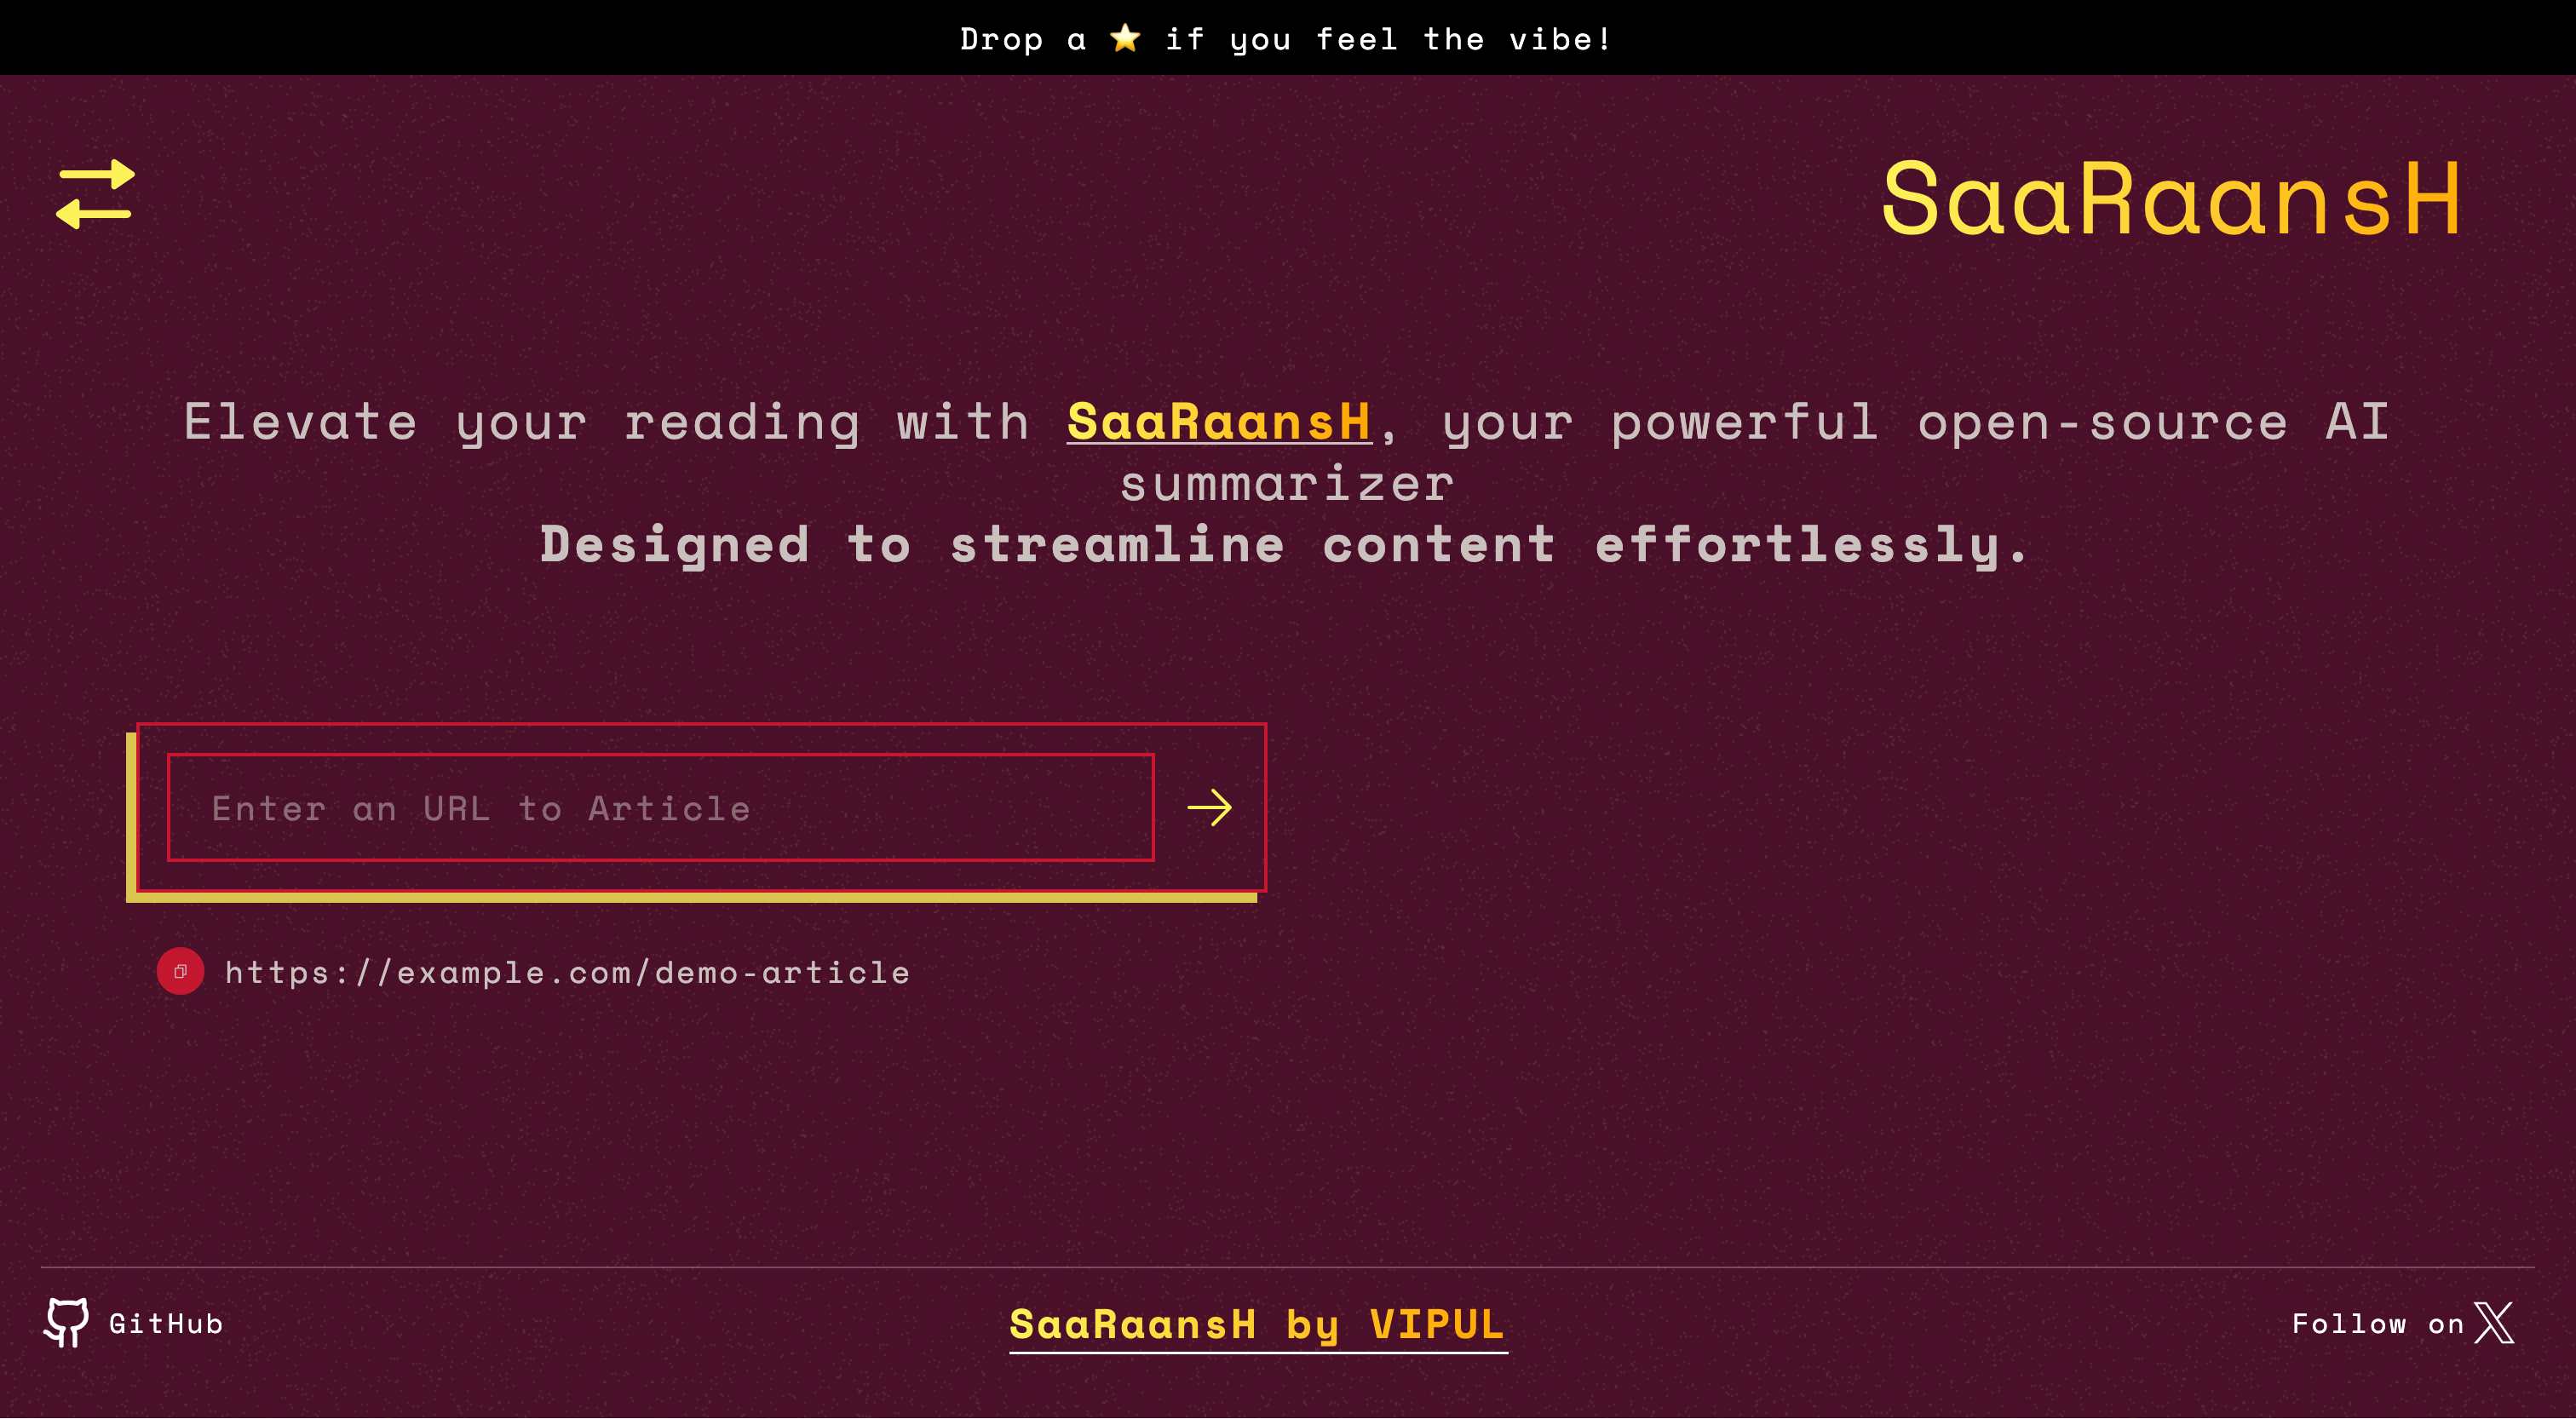 Drop a ⭐ if you feel the vibe!
SaaRaansH
Elevate your reading with SaaRaansH, your powerful open-source AI
summarizer
Designed to streamline content effortlessly.
Enter an URL to Article
https://example.com/demo-article
GitHub
SaaRaansH by VIPUL
Follow on X